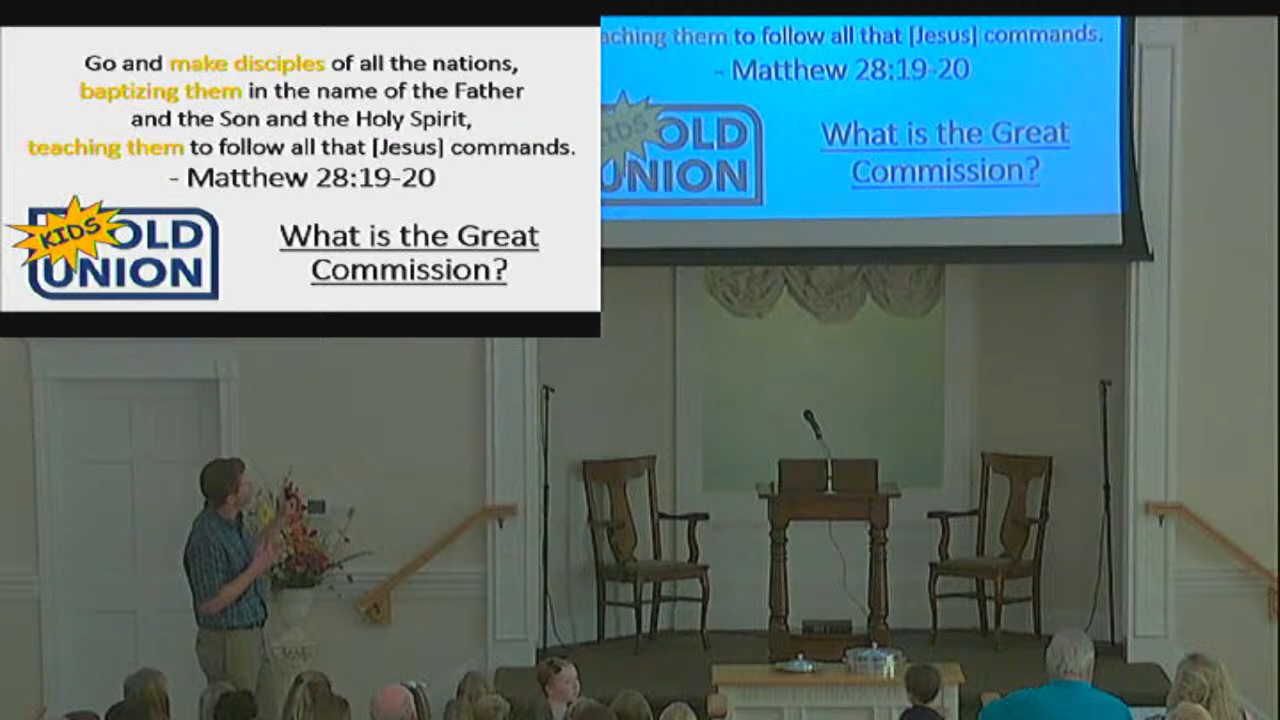 Go and make disciples of all the nations,
baptizing them in the name of the Father
and the Son and the Holy Spirit,
teaching them to follow all that [Jesus] commands.
- Matthew 28:19-20
KIDS OLD
UNION
What is the Great
Commission?
aching them to follow all that [Jesus] commands.
- Matthew 28:19-20
KIDS OLD
UNION
What is the Great
Commission?